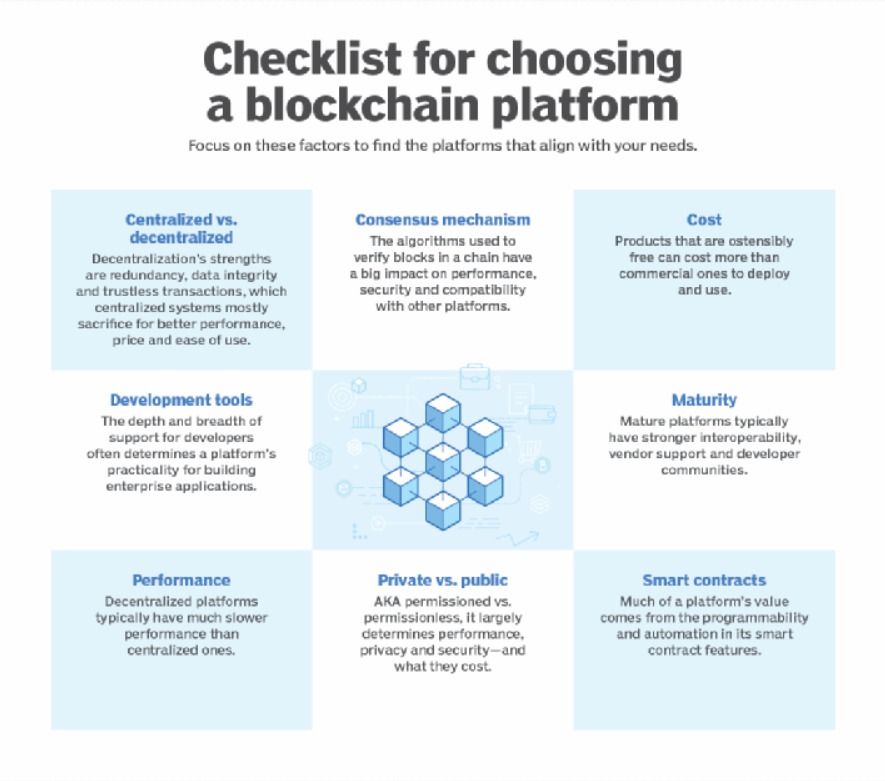 Checklist for choosing
a blockchain platform
Focus on these factors to find the platforms that align with your needs.
Centralized vs.
decentralized
Decentralization's strengths
are redundancy, data integrity
and trustless transactions, which
centralized systems mostly
sacrifice for better performance,
price and ease of use.
Consensus mechanism
The algorithms used to
verify blocks in a chain have
a big impact on performance,
security and compatibility
with other platforms.
Cost
Products that are ostensibly
free can cost more than
commercial ones to deploy
and use.
Development tools
The depth and breadth of
support for developers
often determines a platform's
practicality for building
enterprise applications.
Maturity
Mature platforms typically
have stronger interoperability,
vendor support and developer
communities.
Performance
Decentralized platforms
typically have much slower
performance than
centralized ones.
Private vs. public
AKA permissioned vs.
permissionless, it largely
determines performance,
privacy and security—and
what they cost.
Smart contracts
Much of a platform's value
comes from the programmability
and automation in its smart
contract features.